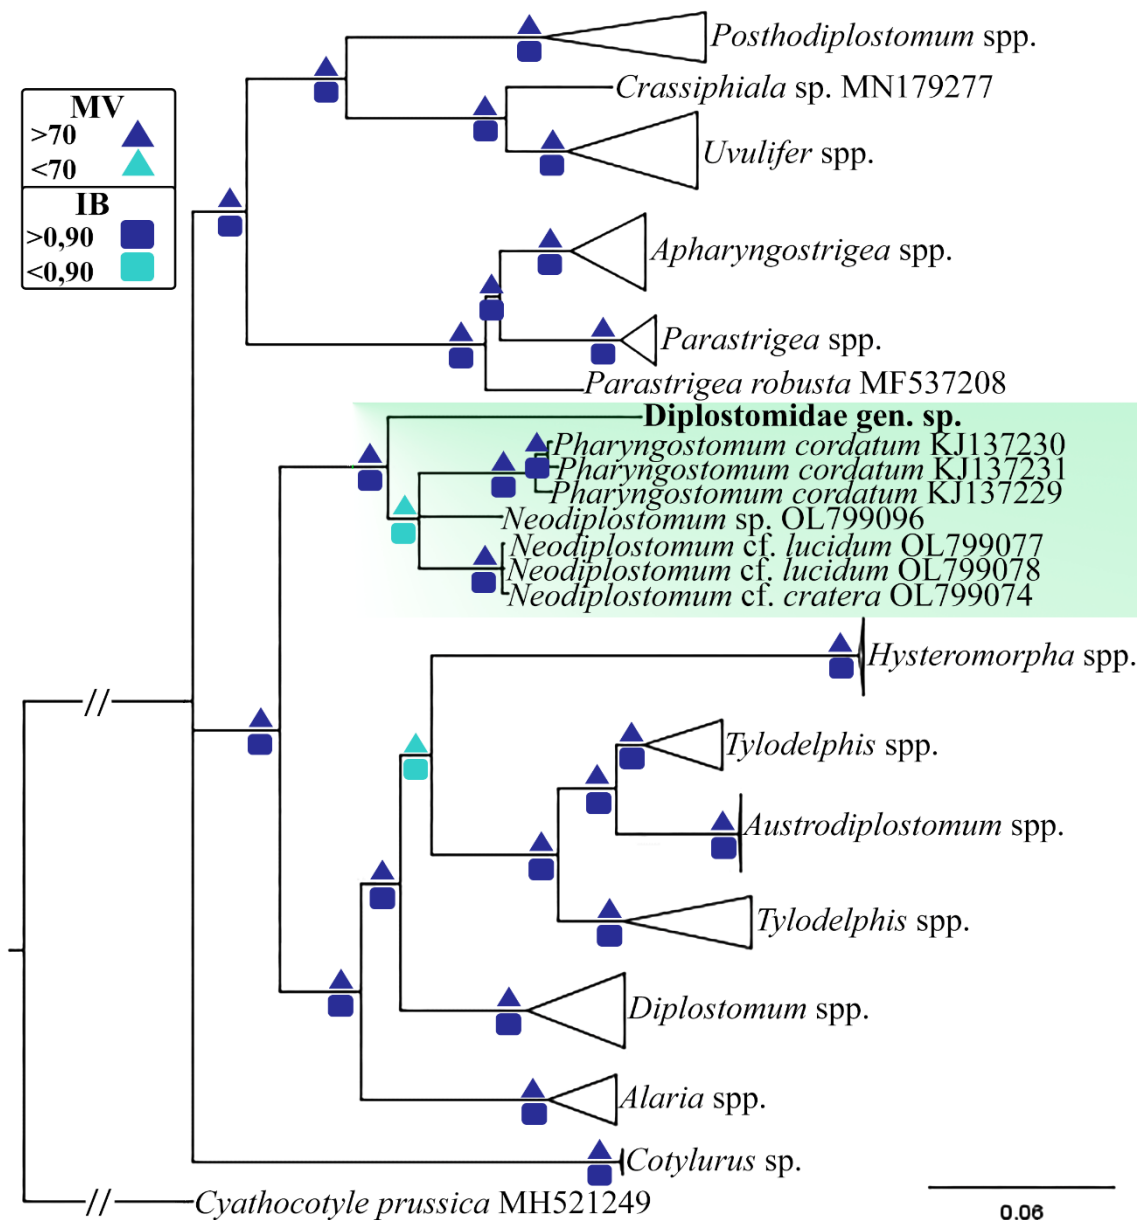 Posthodiplostomum spp.
Crassiphiala sp. MN179277
Uvulifer spp.
MV
>70
<70
IB
>0,90
<0,90
Apharyngostrigea spp.
Parastrigea spp.
Parastrigea robusta MF537208
Diplostomidae gen. sp.
Pharyngostomum cordatum KJ137230
Pharyngostomum cordatum KJ137231
Pharyngostomum cordatum KJ137229
Neodiplostomum sp. OL799096
Neodiplostomum cf. lucidum OL799077
Neodiplostomum cf. lucidum OL799078
Neodiplostomum cf. cratera OL799074
Hysteromorpha spp.
Tylodelphis spp.
Austrodiplostomum spp.
Tylodelphis spp.
Diplostomum spp.
Alaria spp.
Cotylurus sp.
Cyathocotyle prussica MH521249
0.06